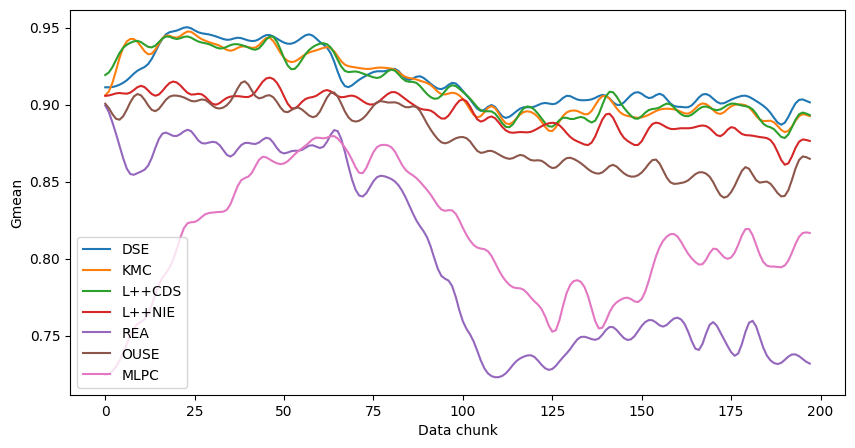 0.95
0.90
0.85
0.80
0.75
Gmean
DSE
KMC
L++CDS
L++NIE
REA
OUSE
MLPC
0 25 50 75 100 125 150 175 200
Data chunk